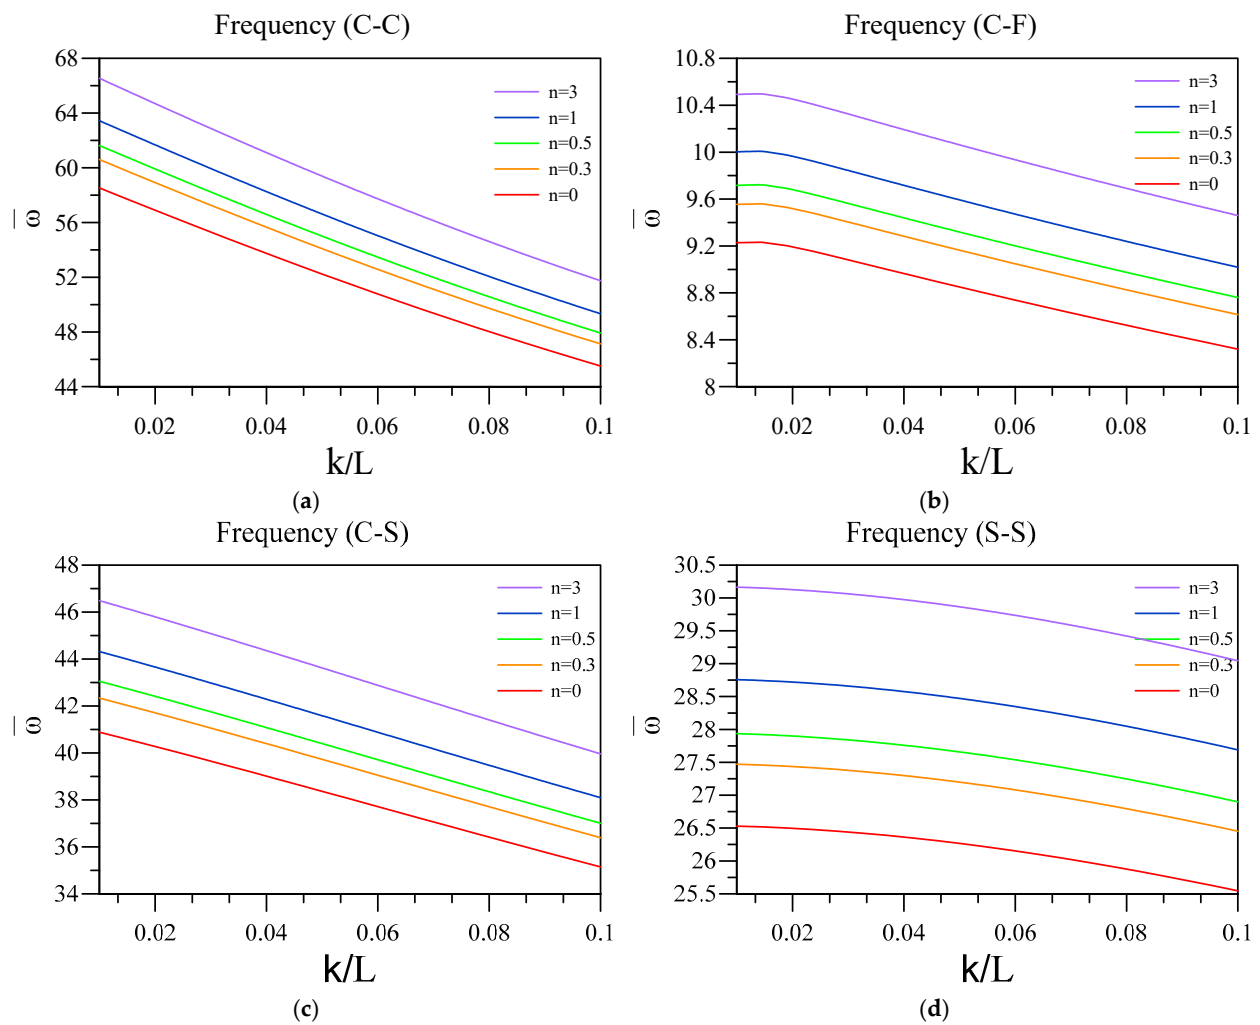 Frequency (C-C)
68
64
60
56
52
48
44
ω
n=3
n=1
n=0.5
n=0.3
n=0
0.02 0.04 0.06 0.08 0.1
k/L
(a)
Frequency (C-F)
10.8
10.4
10
9.6
9.2
8.8
8.4
8
ω
n=3
n=1
n=0.5
n=0.3
n=0
0.02 0.04 0.06 0.08 0.1
k/L
(b)
Frequency (C-S)
48
46
44
42
40
38
36
34
ω
n=3
n=1
n=0.5
n=0.3
n=0
0.02 0.04 0.06 0.08 0.1
k/L
(c)
Frequency (S-S)
30.5
30
29.5
29
28.5
28
27.5
27
26.5
26
25.5
ω
n=3
n=1
n=0.5
n=0.3
n=0
0.02 0.04 0.06 0.08 0.1
k/L
(d)